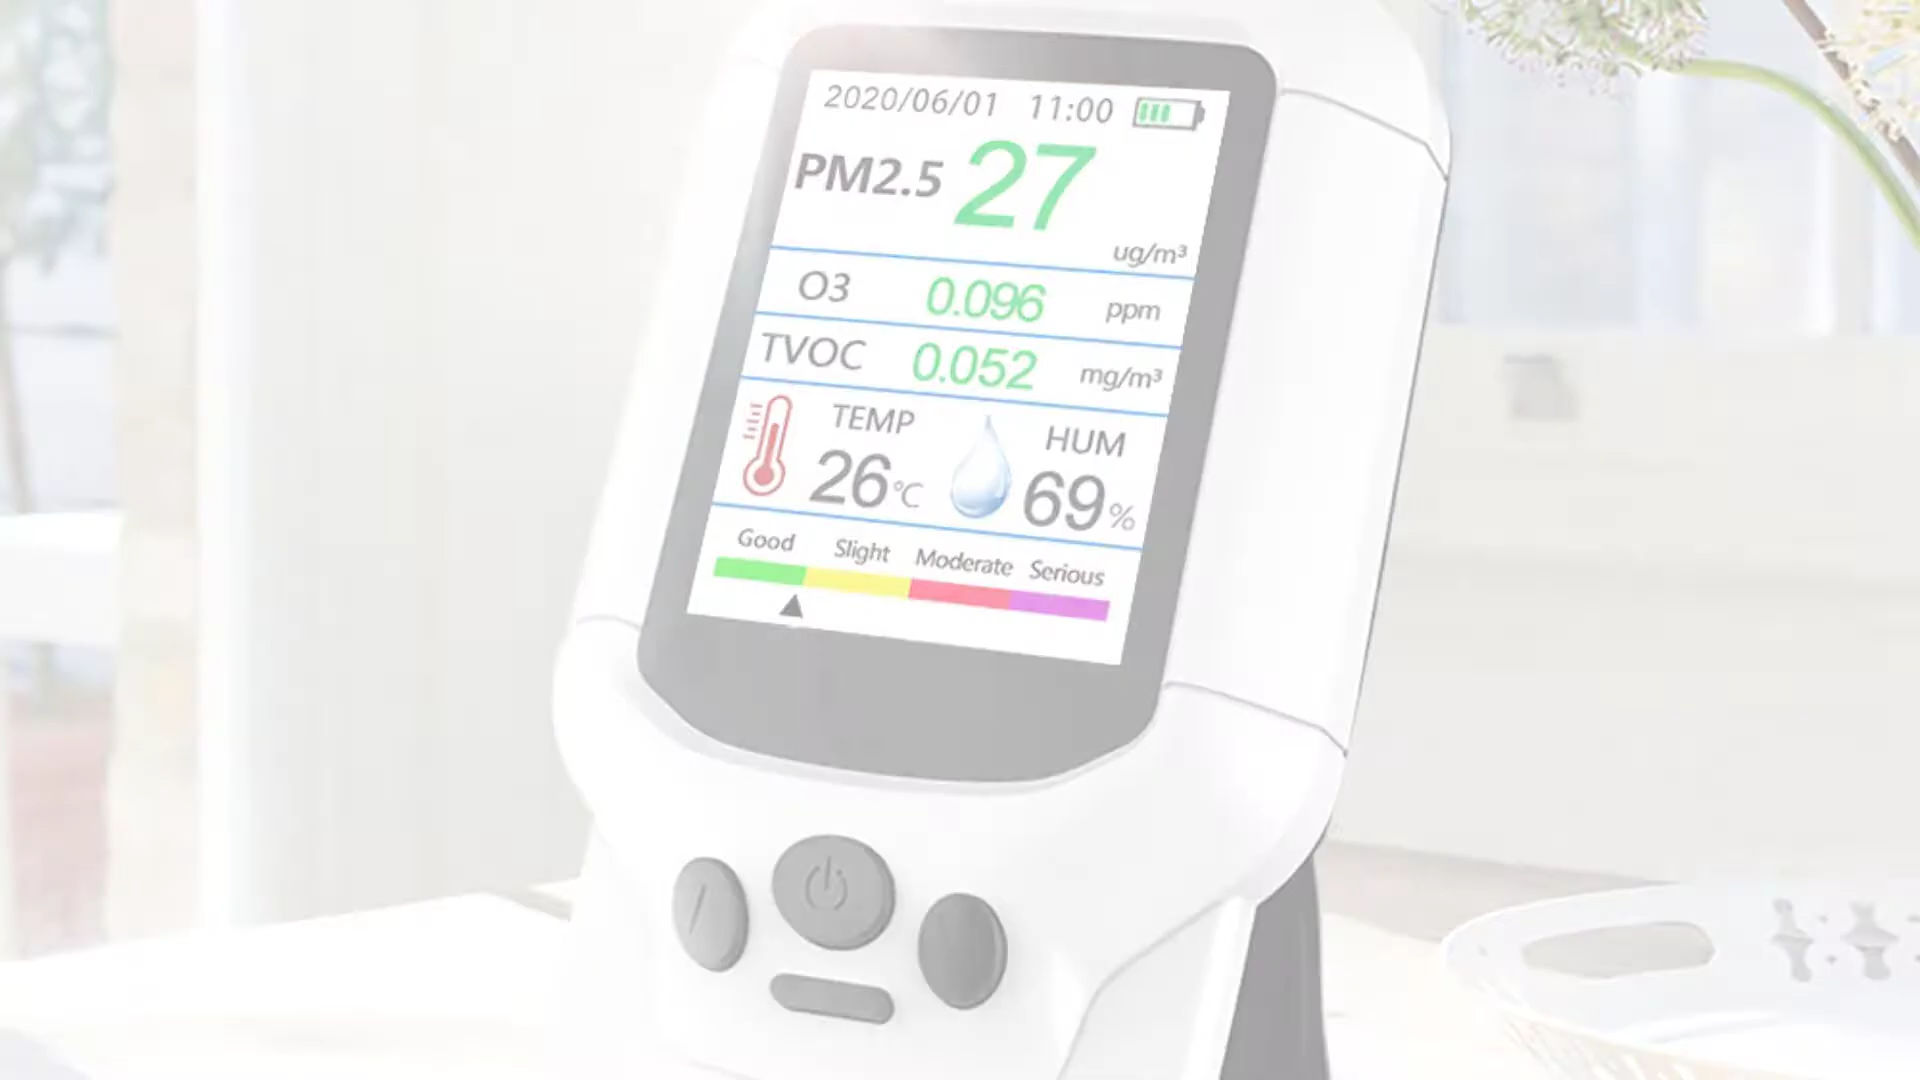 2020/06/01 11:00
PM2.5 27
ug/m³
O3 0.096 ppm
TVOC 0.052 mg/m³
TEMP HUM
26℃ 69%
Good Slight Moderate Serious